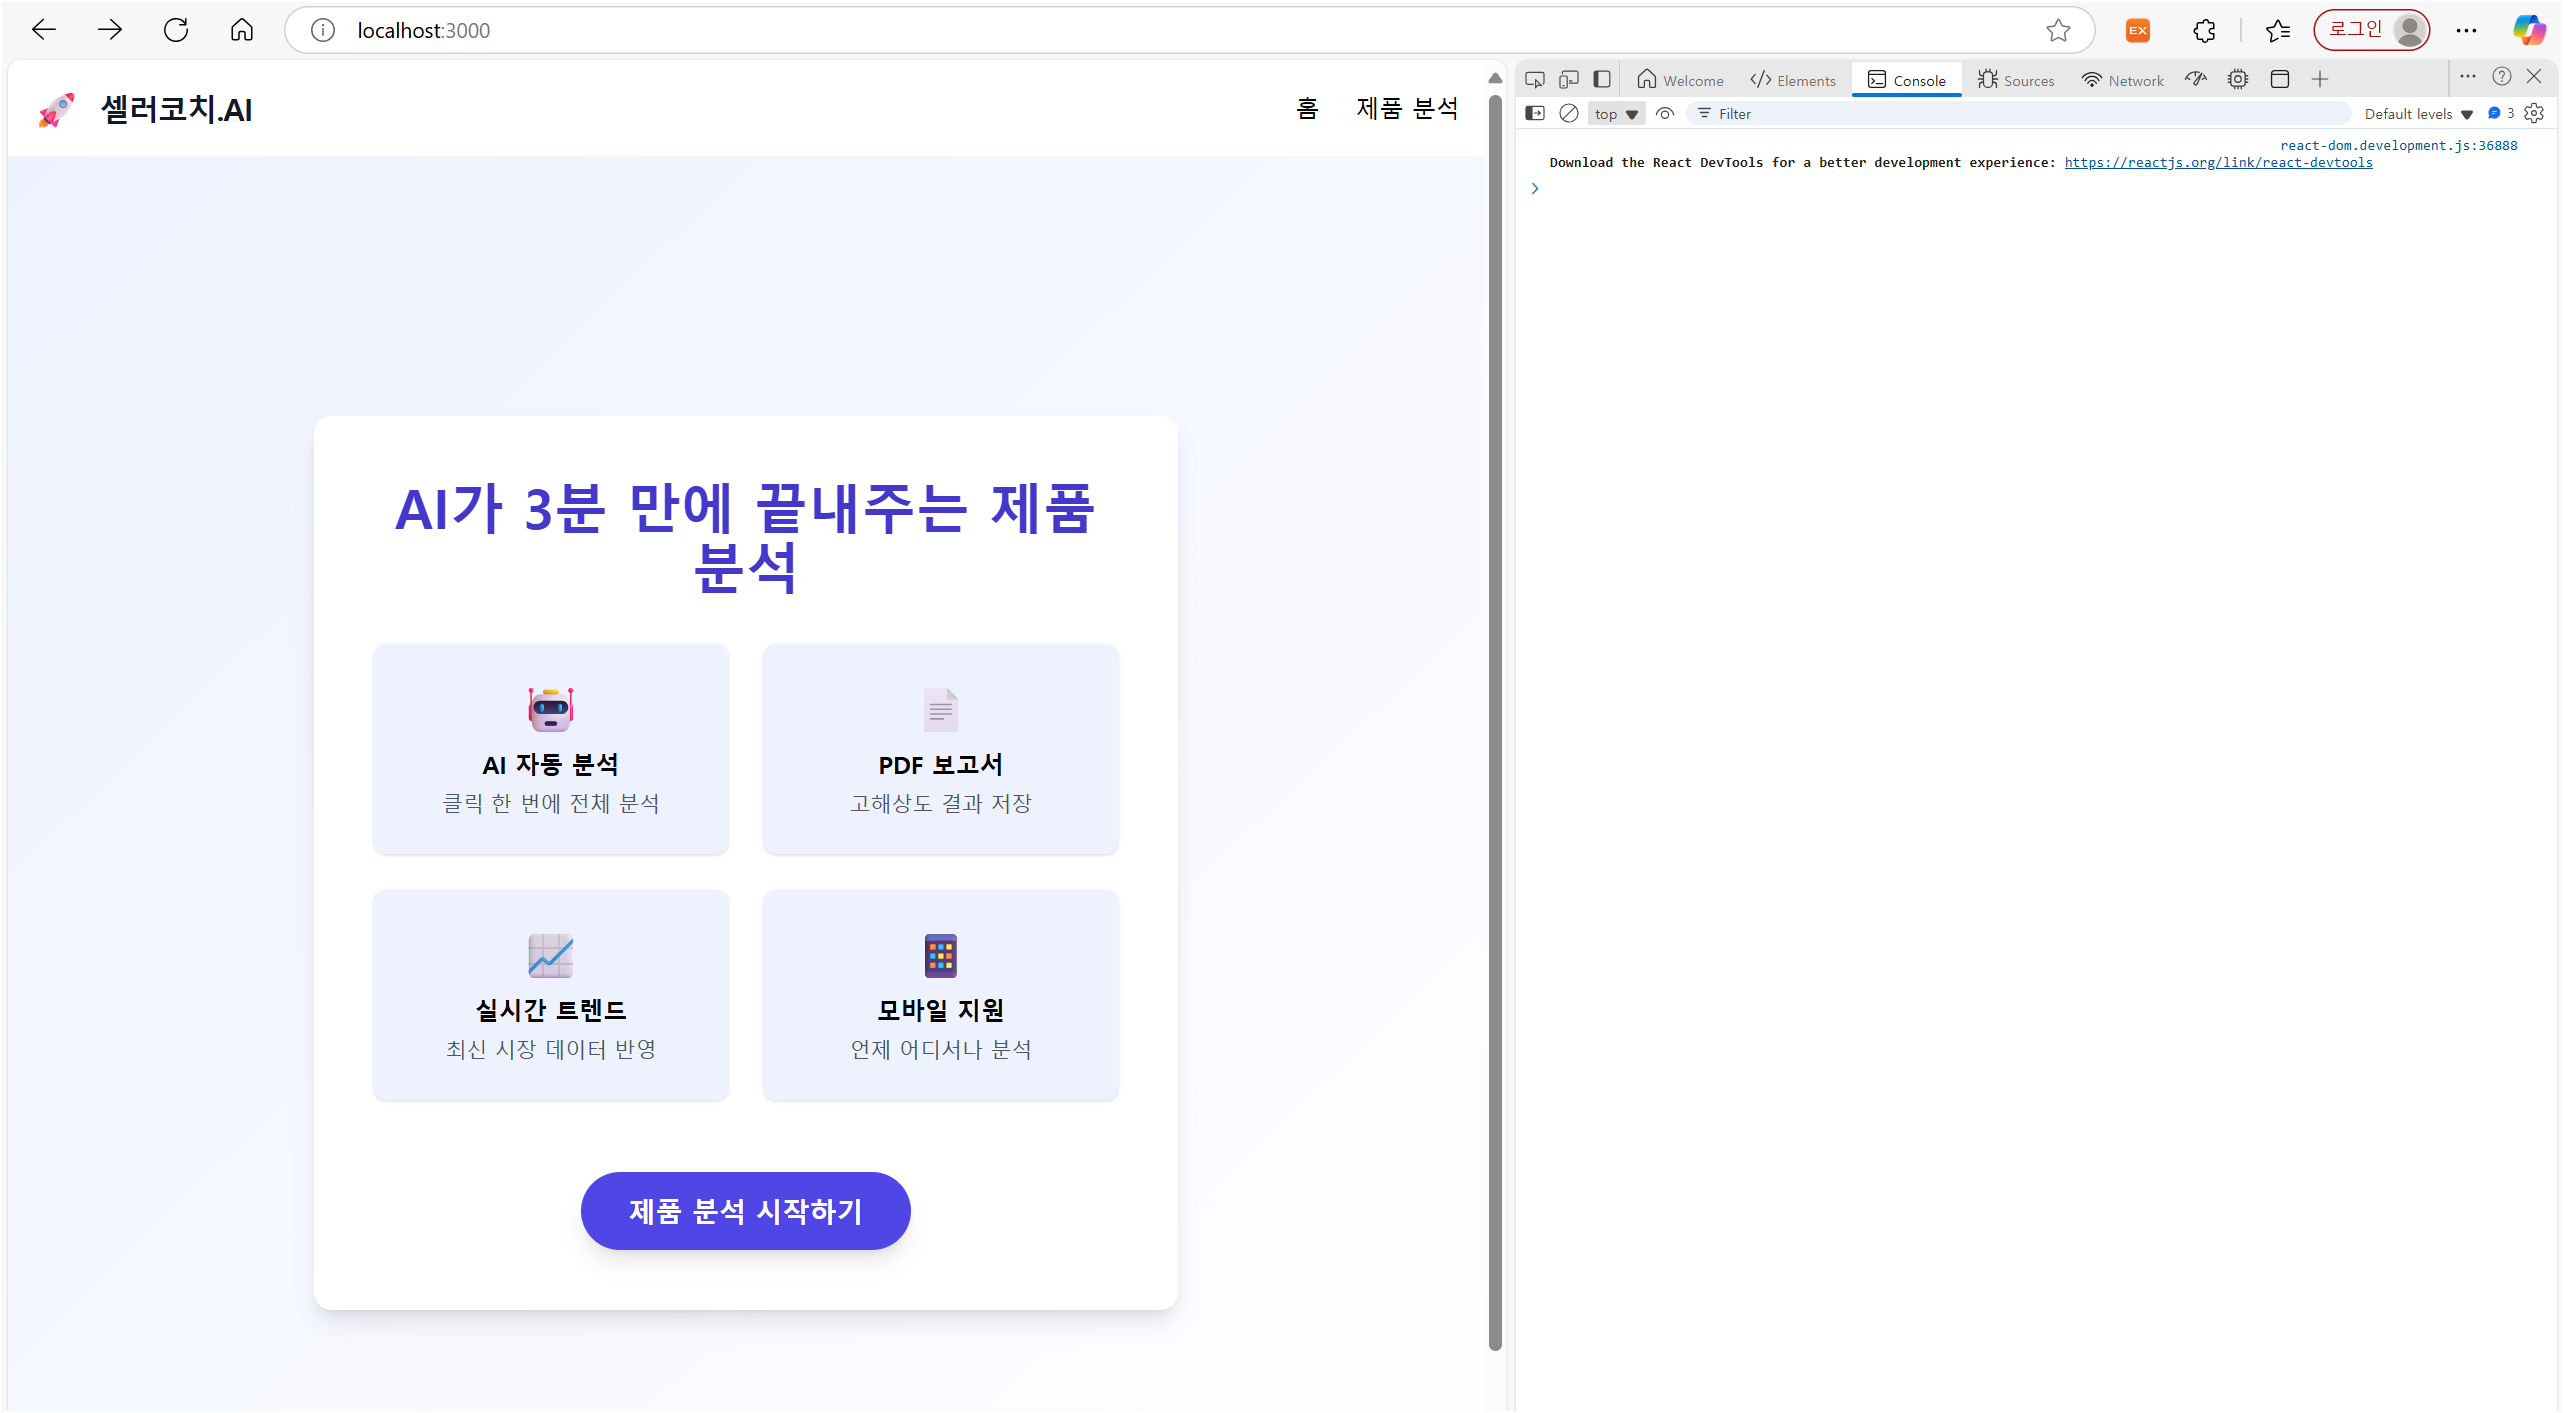 localhost:3000
EX
로그인
셀러코치.AI
홈
제품 분석
AI가 3분 만에 끝내주는 제품
분석
AI 자동 분석
클릭 한 번에 전체 분석
PDF 보고서
고해상도 결과 저장
실시간 트렌드
최신 시장 데이터 반영
모바일 지원
언제 어디서나 분석
제품 분석 시작하기
Welcome
Elements
Console
Sources
Network
top
Filter
Default levels
3
react-dom.development.js:36888
Download the React DevTools for a better development experience: https://reactjs.org/link/react-devtools